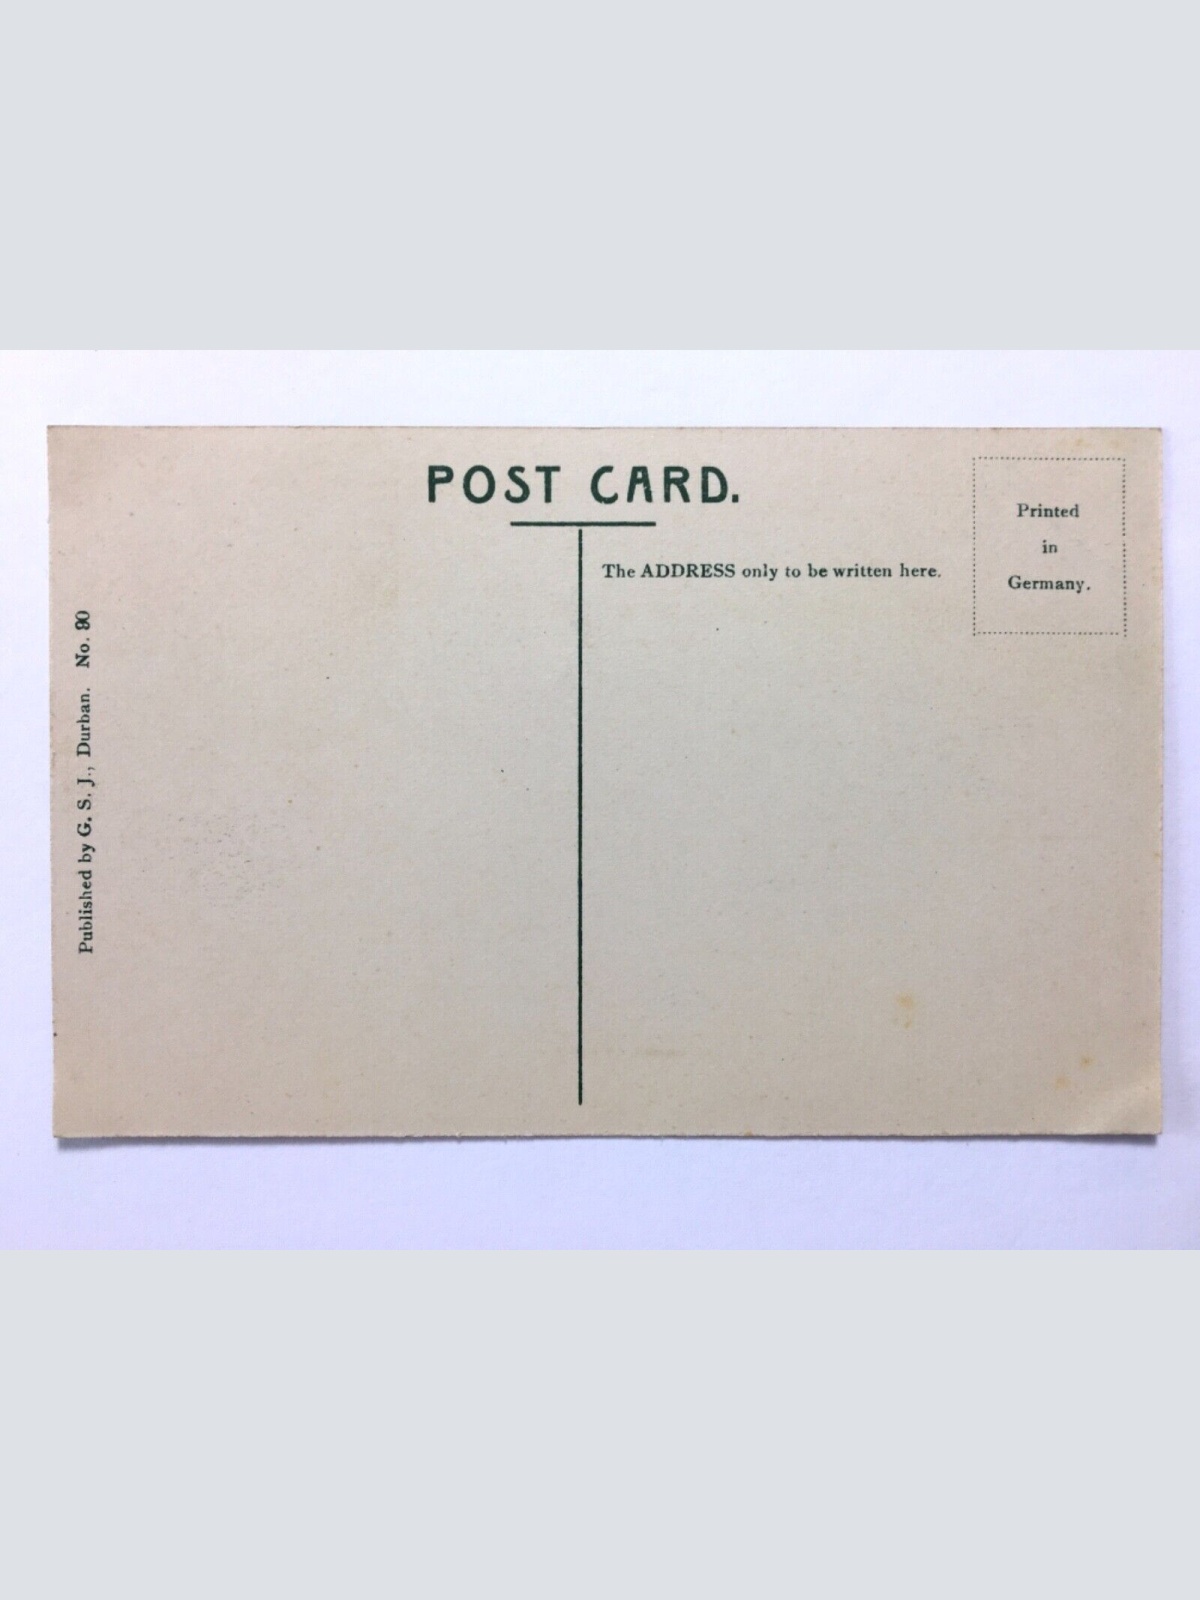 POST CARD.
The ADDRESS only to be written here.
Printed
in
Germany.
Published by G. S. J., Durban. No. 90